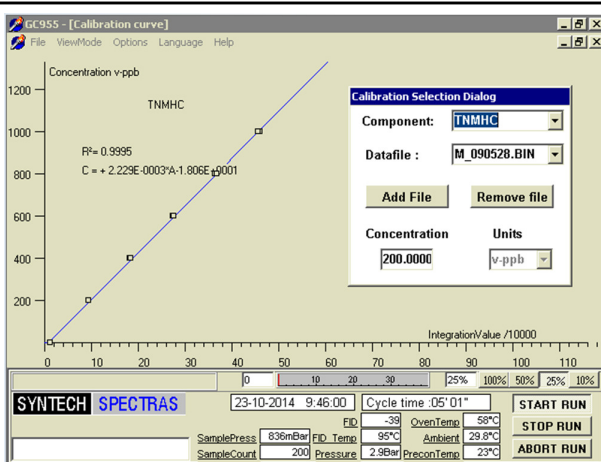 GC955 - [Calibration curve]
File ViewMode Options Language Help
Concentration v-ppb
1200
1000
800
600
400
200
TNMHC
R²= 0.9995
C = + 2.229E-0003*A-1.806E+0001
IntegrationValue /10000
0 10 20 30 40 50 60 70 80 90 100 110
Calibration Selection Dialog
Component: TNMHC
Datafile : M_090528.BIN
Add File Remove file
Concentration Units
200.0000 v-ppb
0 10 20 30 25% 100% 50% 25% 10%
SYNTECH SPECTRAS 23-10-2014 9:46:00 Cycle time :05' 01" START RUN
FID -39 OvenTemp 58°C STOP RUN
SamplePress 836mBar FID Temp 95°C Ambient 29.8°C
SampleCount 200 Pressure 2.9Bar PreconTemp 23°C ABORT RUN